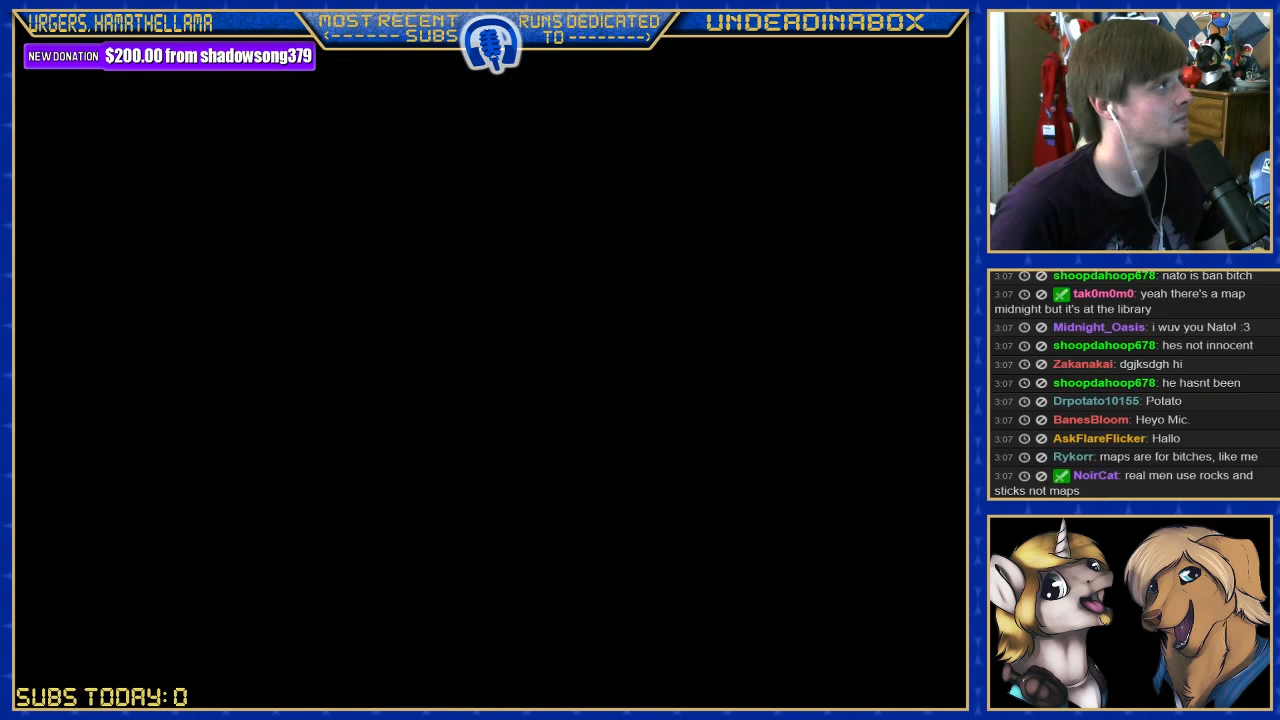 URGERS, HAMATHELLAMA
MOST RECENT
<------ SUBS
RUNS DEDICATED
TO -------->
UNDEADINABOX
NEW DONATION $200.00 from shadowsong379
3:07 shoopdahoop678: nato is ban bitch
3:07 tak0m0m0: yeah there's a map
midnight but it's at the library
3:07 Midnight_Oasis: i wuv you Nato! :3
3:07 shoopdahoop678: hes not innocent
3:07 Zakanakai: dgjksdgh hi
3:07 shoopdahoop678: he hasnt been
3:07 Drpotato10155: Potato
3:07 BanesBloom: Heyo Mic.
3:07 AskFlareFlicker: Hallo
3:07 Rykorr: maps are for bitches, like me
3:07 NoirCat: real men use rocks and
sticks not maps
SUBS TODAY: 0